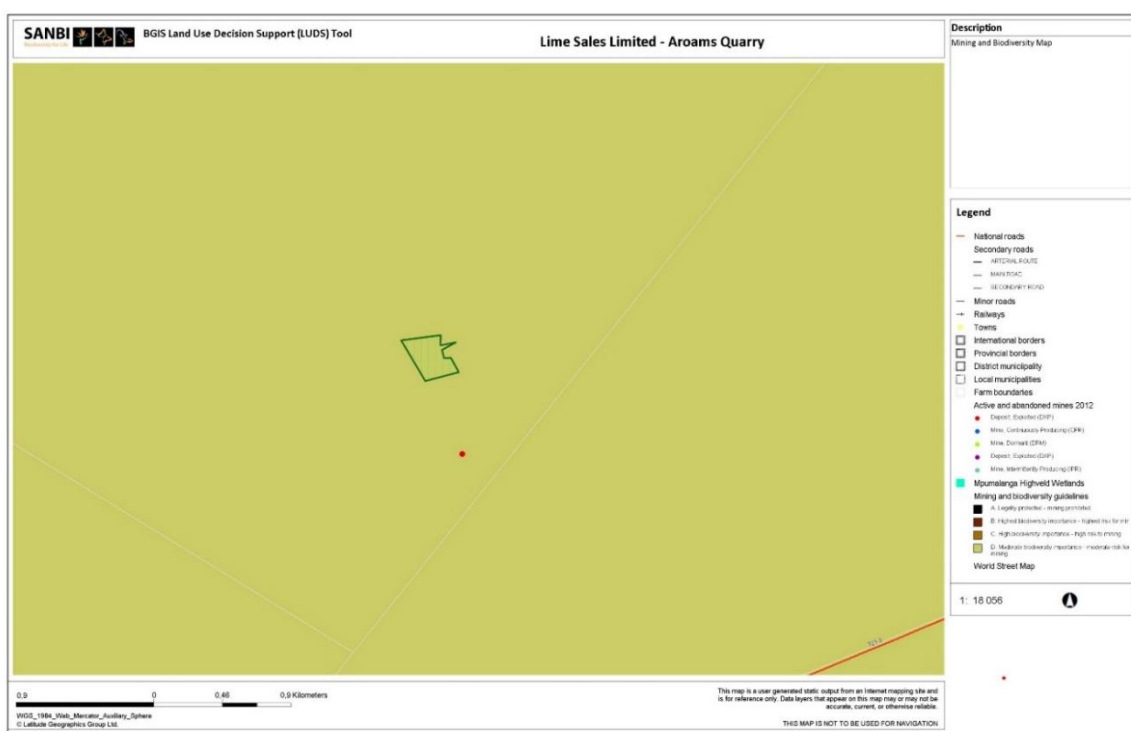 SANBI
Biodiversity for Life
BGIS Land Use Decision Support (LUDS) Tool
Lime Sales Limited - Aroams Quarry
Description
Mining and Biodiversity Map
Legend
National roads
Secondary roads
ARTERIAL ROUTE
MAIN ROAD
SECONDARY ROAD
Minor roads
Railways
Towns
International borders
Provincial borders
District municipality
Local municipalities
Farm boundaries
Active and abandoned mines 2012
Deposit, Exploited (DXP)
Mine, Continuously Producing (CPR)
Mine, Dormant (DPM)
Deposit,
Mine, Intermittently Producing (IPR)
Mpumalanga Highveld Wetlands
Mining and biodiversity guidelines
A. Legally protected - mining prohibited
B. Highest biodiversity importance - highest risk for
C. High biodiversity importance - high risk to mining
D. Moderate biodiversity importance - moderate risk for
mining
World Street Map
1: 18 056
0,9 0 0,46 0,9 Kilometers
WGS_1984_Web_Mercator_Auxiliary_Sphere
© Latitude Geographics Group Ltd.
This map is a user generated static output from an Internet mapping site and
is for reference only. Data layers that appear on this map may or may not be
accurate, current, or otherwise reliable.
THIS MAP IS NOT TO BE USED FOR NAVIGATION